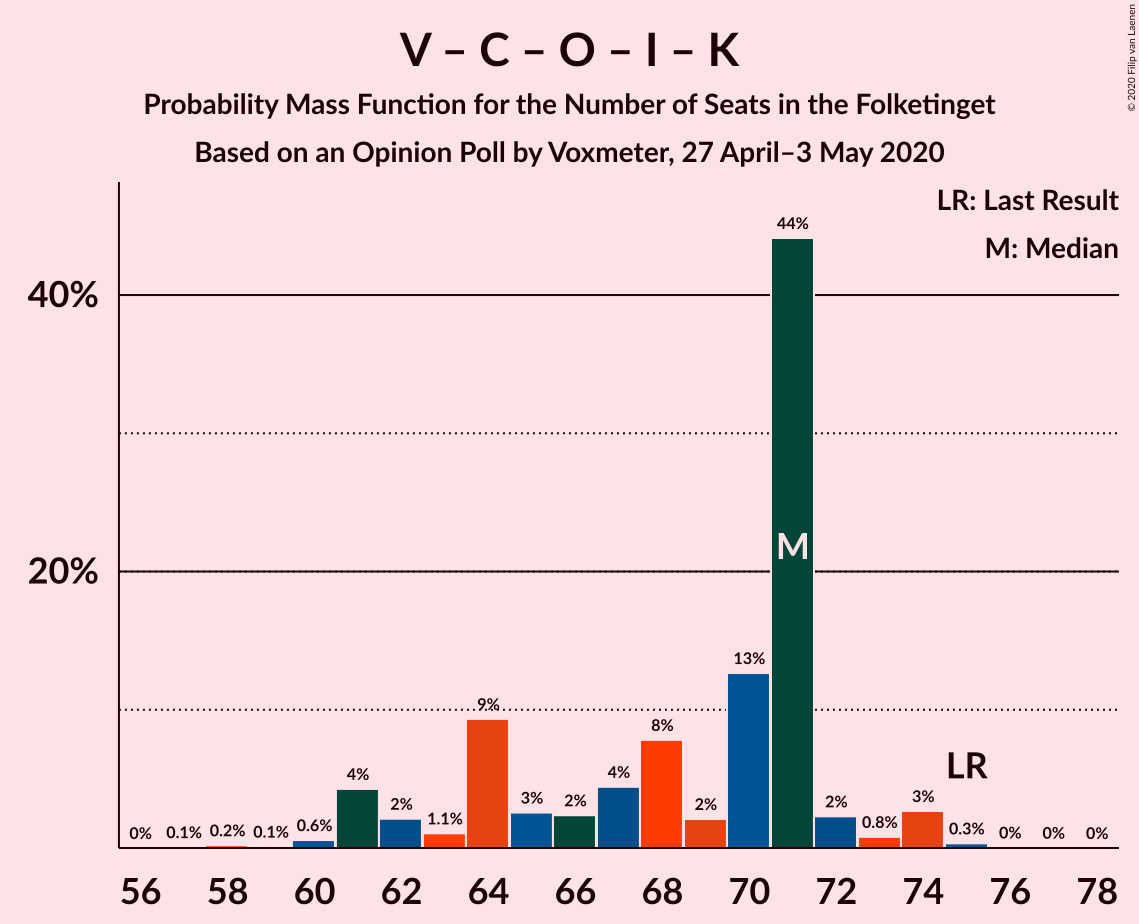 V – C – O – I – K
Probability Mass Function for the Number of Seats in the Folketinget
Based on an Opinion Poll by Voxmeter, 27 April–3 May 2020
© 2020 Filip van Laenen
LR: Last Result
M: Median
40%
20%
0%
0.1%
0.2%
0.1%
0.6%
4%
2%
1.1%
9%
3%
2%
4%
8%
2%
13%
44%
M
2%
0.8%
3%
LR
0.3%
0%
0%
0%
56 58 60 62 64 66 68 70 72 74 76 78